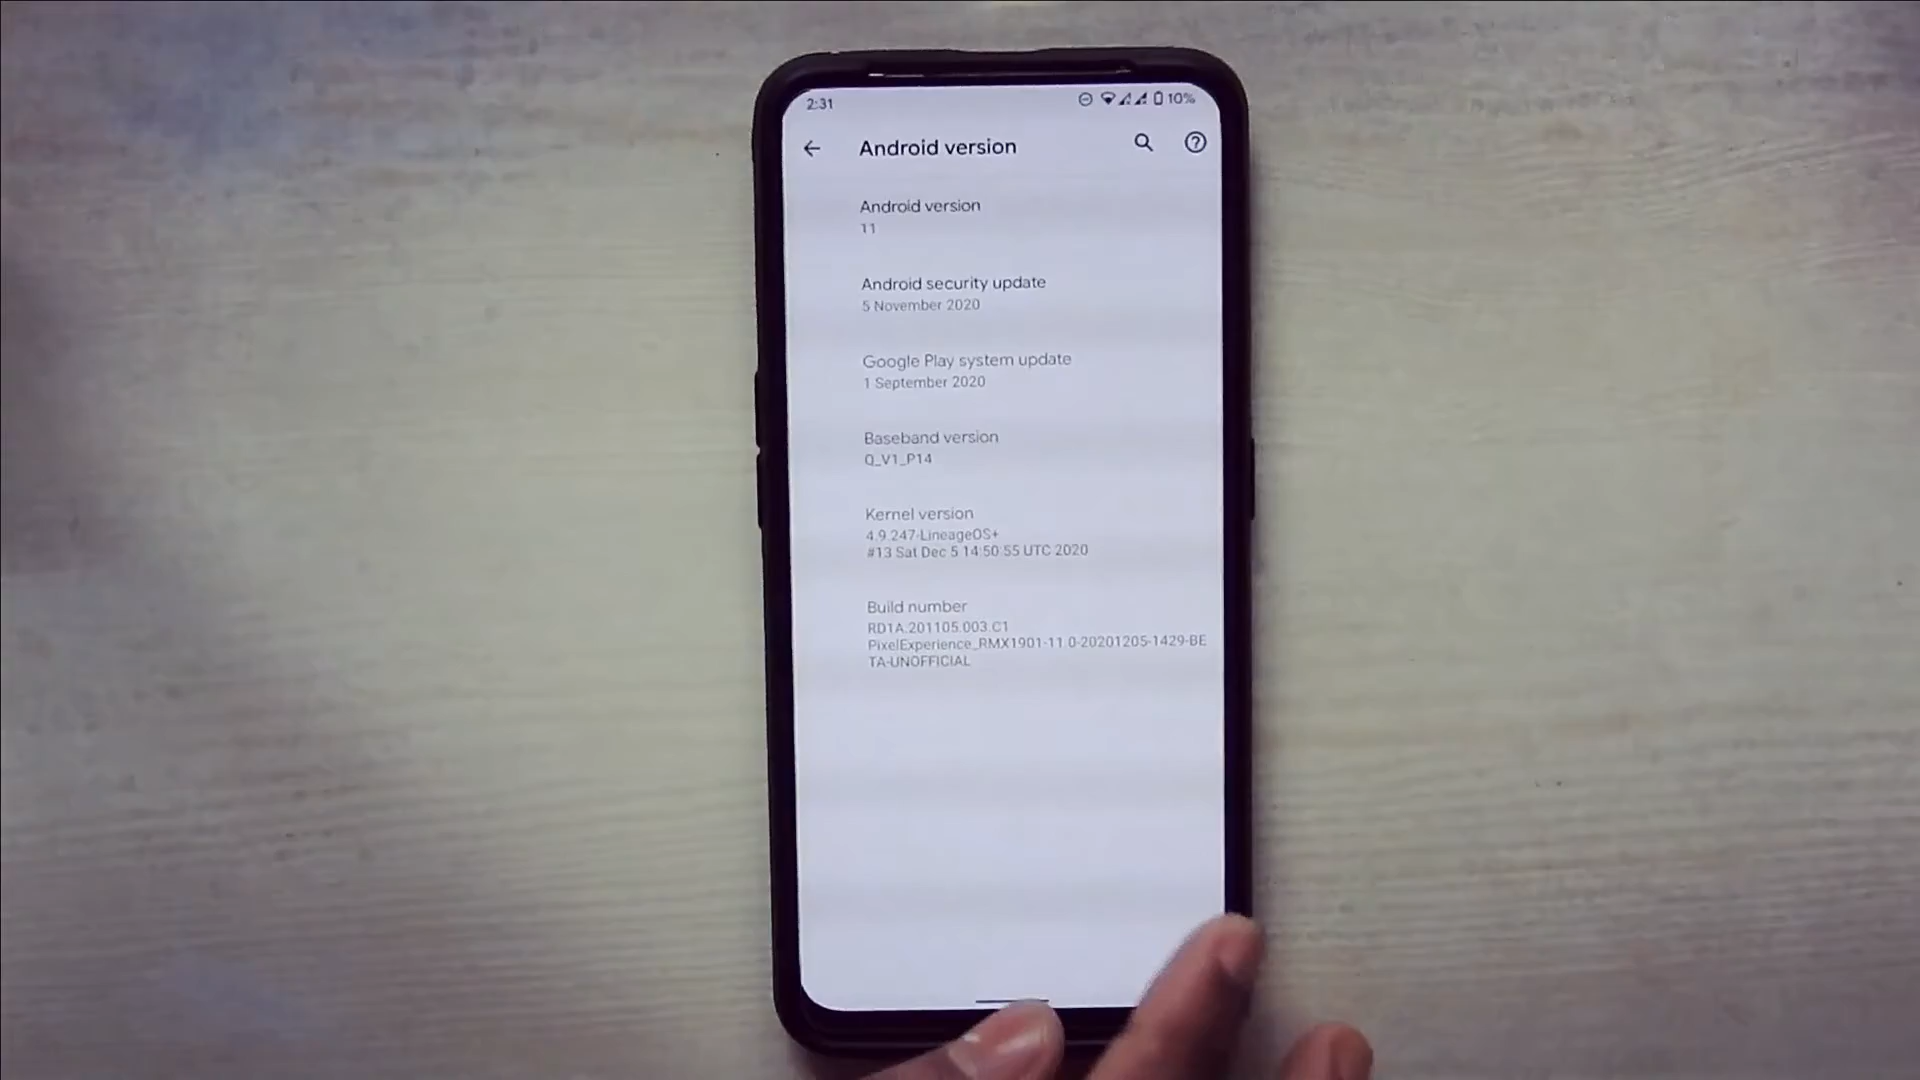 2:31 10%
Android version
Android version
11
Android security update
5 November 2020
Google Play system update
1 September 2020
Baseband version
Q_V1_P14
Kernel version
4.9.247-LineageOS+
#13 Sat Dec 5 14:50:55 UTC 2020
Build number
RD1A.201105.003.C1
PixelExperience_RMX1901-11.0-20201205-1429-BE
TA-UNOFFICIAL